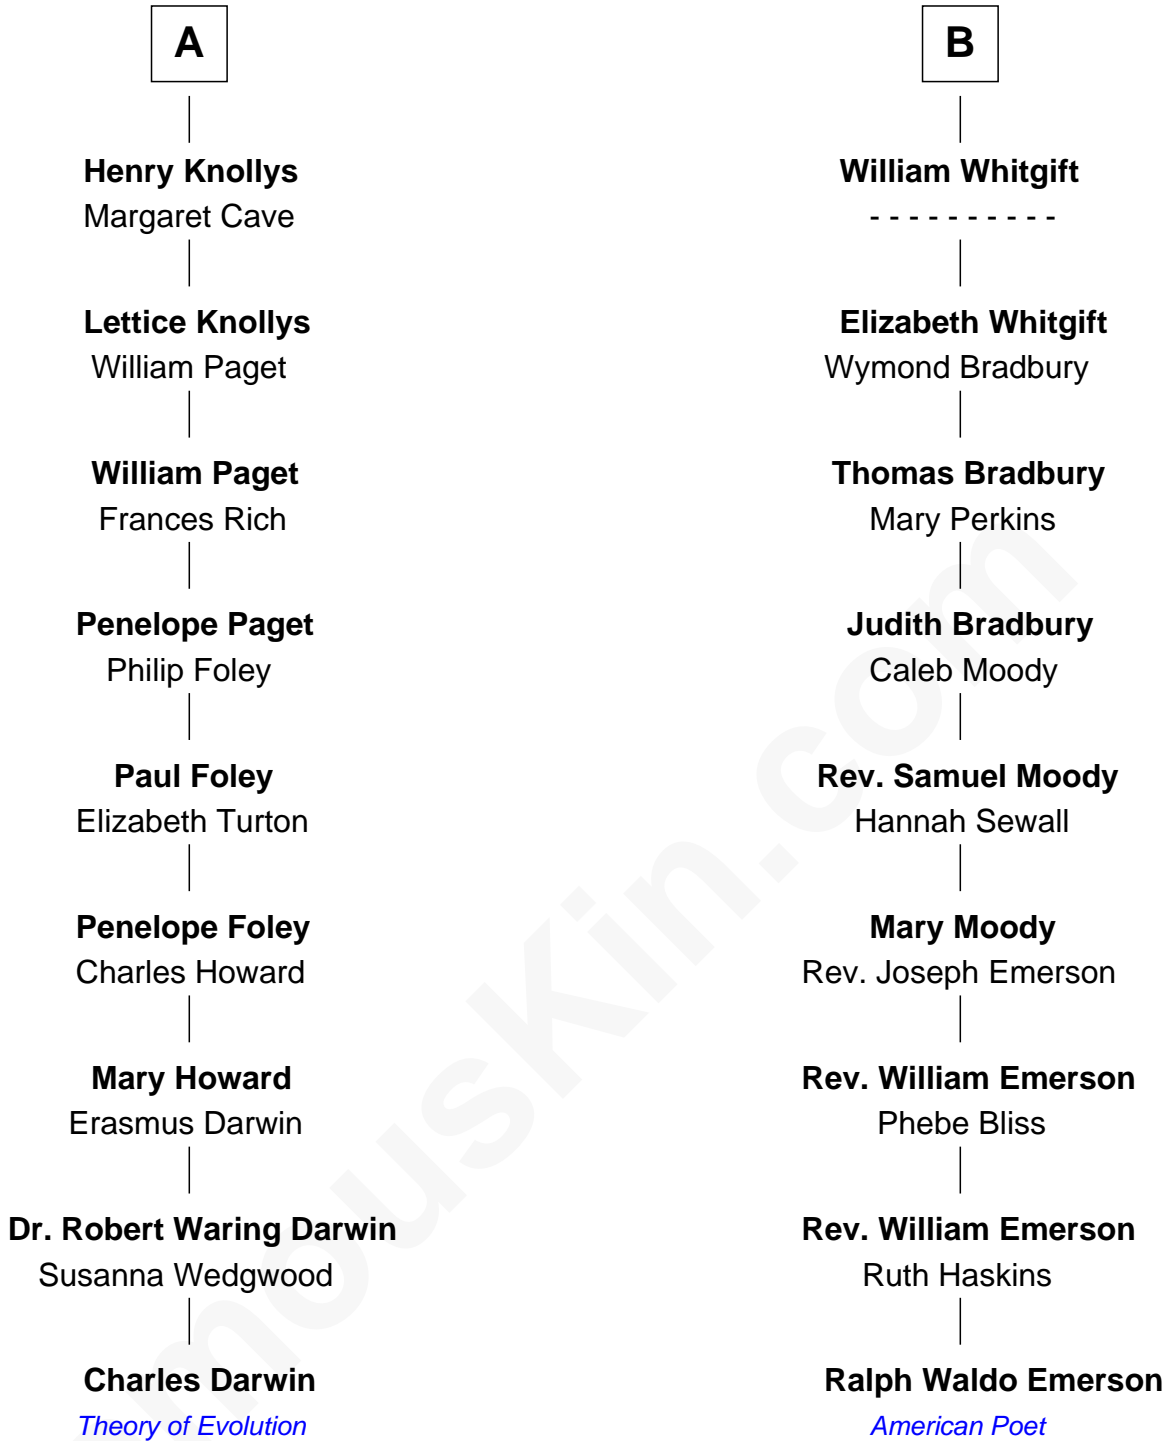 A
B
Henry Knollys
William Whitgift
Margaret Cave
- - - - - - - - - -
Lettice Knollys
Elizabeth Whitgift
William Paget
Wymond Bradbury
William Paget
Thomas Bradbury
Frances Rich
Mary Perkins
Penelope Paget
Judith Bradbury
Philip Foley
Caleb Moody
Paul Foley
Rev. Samuel Moody
Elizabeth Turton
Hannah Sewall
Penelope Foley
Mary Moody
Charles Howard
Rev. Joseph Emerson
Mary Howard
Rev. William Emerson
Erasmus Darwin
Phebe Bliss
Dr. Robert Waring Darwin
Rev. William Emerson
Susanna Wedgwood
Ruth Haskins
Charles Darwin
Ralph Waldo Emerson
Theory of Evolution
American Poet
mouskin.com